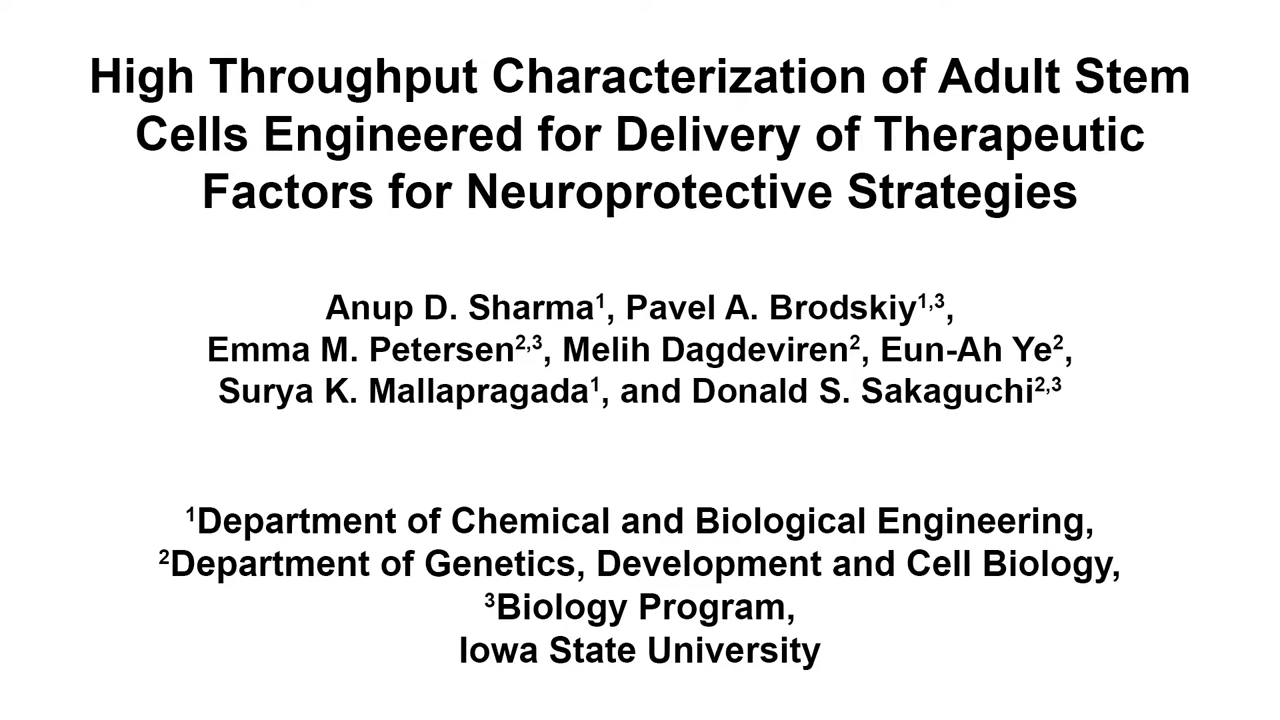 High Throughput Characterization of Adult Stem
Cells Engineered for Delivery of Therapeutic
Factors for Neuroprotective Strategies
Anup D. Sharma¹, Pavel A. Brodskiy¹,³,
Emma M. Petersen²,³, Melih Dagdeviren², Eun-Ah Ye²,
Surya K. Mallapragada¹, and Donald S. Sakaguchi²,³
¹Department of Chemical and Biological Engineering,
²Department of Genetics, Development and Cell Biology,
³Biology Program,
Iowa State University